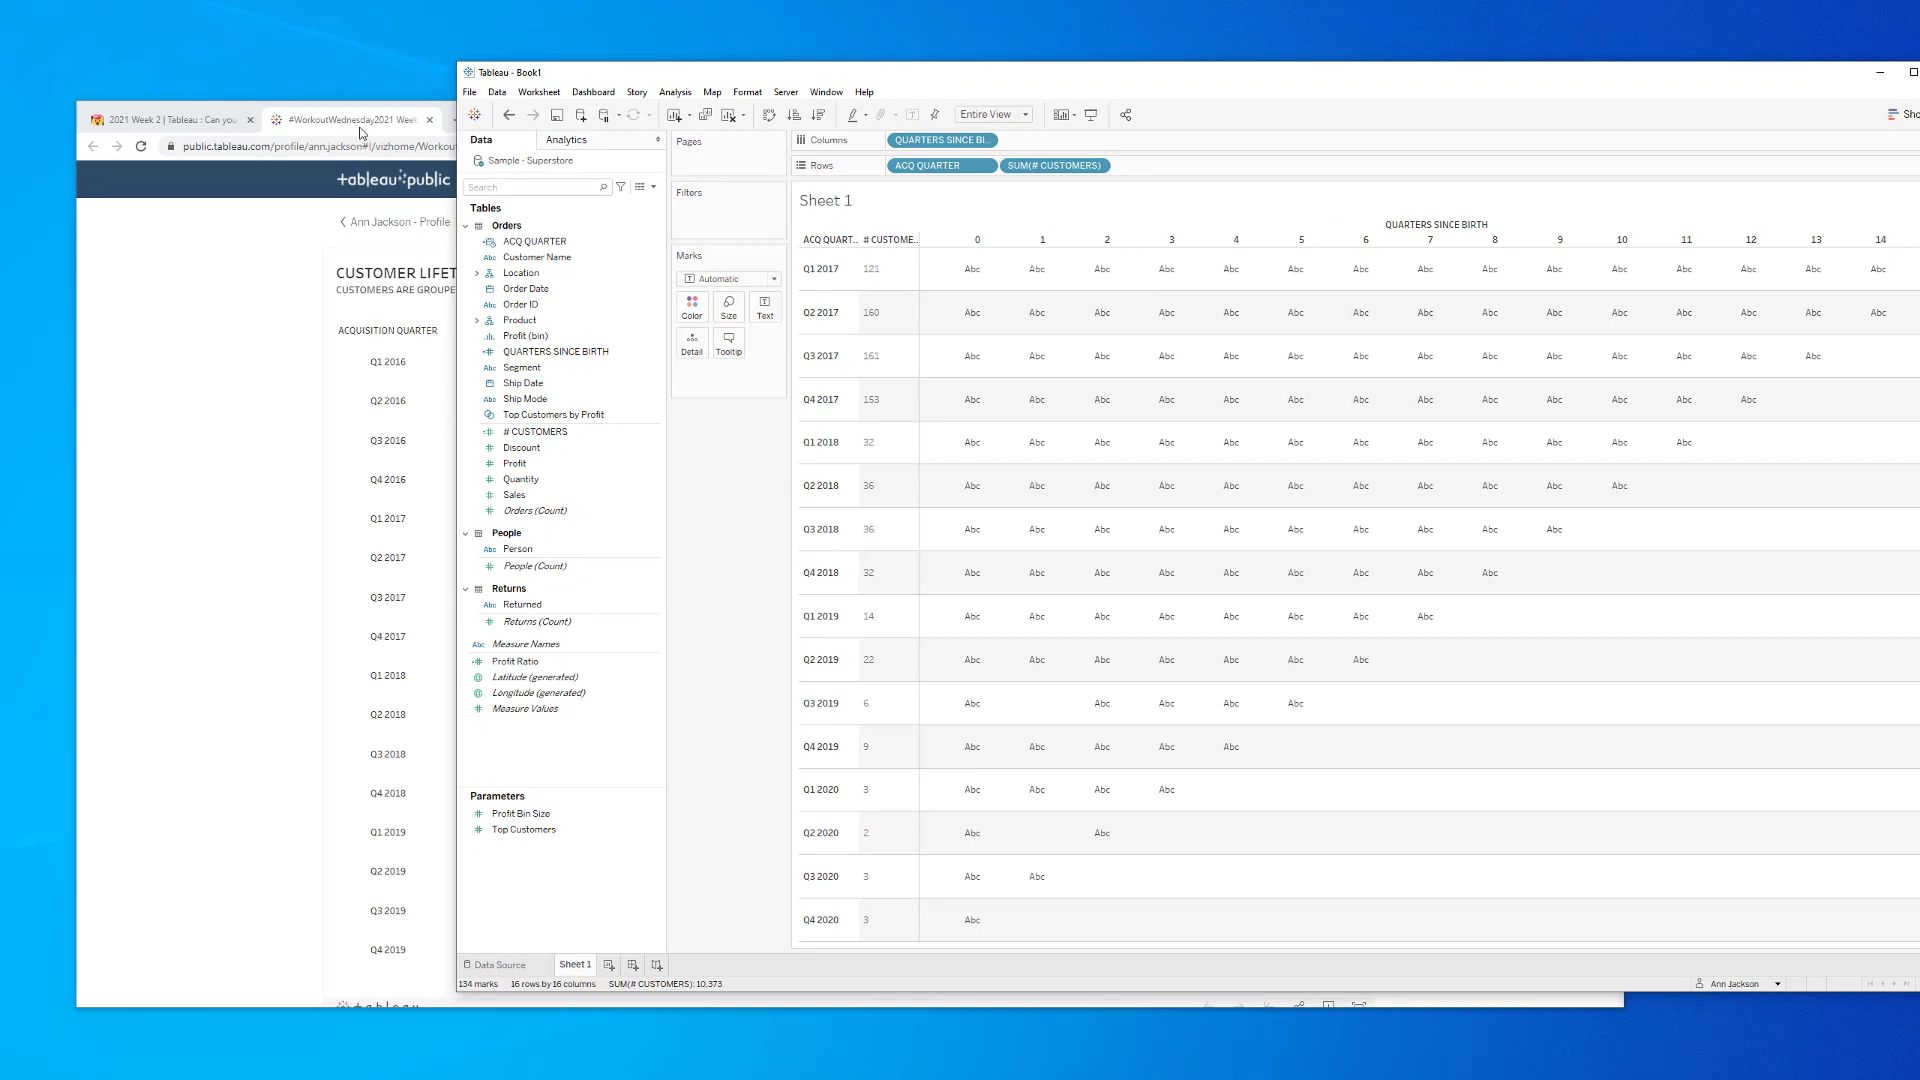 Tableau - Book1
File Data Worksheet Dashboard Story Analysis Map Format Server Window Help
2021 Week 2 | Tableau : Can you
#WorkoutWednesday2021 Week
public.tableau.com/profile/ann.jackson#!/vizhome/Workou
+ableau public
Ann Jackson - Profile
CUSTOMER LIFET
CUSTOMERS ARE GROUPE
ACQUISITION QUARTER
Q1 2016
Q2 2016
Q3 2016
Q4 2016
Q1 2017
Q2 2017
Q3 2017
Q4 2017
Q1 2018
Q2 2018
Q3 2018
Q4 2018
Q1 2019
Q2 2019
Q3 2019
Q4 2019
Entire View
Sho
Data Analytics
Sample - Superstore
Search
Tables
Orders
ACQ QUARTER
Abc Customer Name
Location
Order Date
Abc Order ID
Product
Profit (bin)
QUARTERS SINCE BIRTH
Abc Segment
Ship Date
Abc Ship Mode
Top Customers by Profit
# CUSTOMERS
Discount
Profit
Quantity
Sales
Orders (Count)
People
Abc Person
People (Count)
Returns
Abc Returned
Returns (Count)
Abc Measure Names
Profit Ratio
Latitude (generated)
Longitude (generated)
Measure Values
Parameters
Profit Bin Size
Top Customers
Pages
Filters
Marks
Automatic
Color Size Text
Detail Tooltip
Columns QUARTERS SINCE BI..
Rows ACQ QUARTER SUM(# CUSTOMERS)
Sheet 1
QUARTERS SINCE BIRTH
ACQ QUART.. # CUSTOME.. 0 1 2 3 4 5 6 7 8 9 10 11 12 13 14
Q1 2017 121 Abc Abc Abc Abc Abc Abc Abc Abc Abc Abc Abc Abc Abc Abc Abc
Q2 2017 160 Abc Abc Abc Abc Abc Abc Abc Abc Abc Abc Abc Abc Abc Abc Abc
Q3 2017 161 Abc Abc Abc Abc Abc Abc Abc Abc Abc Abc Abc Abc Abc Abc
Q4 2017 153 Abc Abc Abc Abc Abc Abc Abc Abc Abc Abc Abc Abc Abc
Q1 2018 32 Abc Abc Abc Abc Abc Abc Abc Abc Abc Abc Abc Abc
Q2 2018 36 Abc Abc Abc Abc Abc Abc Abc Abc Abc Abc Abc
Q3 2018 36 Abc Abc Abc Abc Abc Abc Abc Abc Abc Abc
Q4 2018 32 Abc Abc Abc Abc Abc Abc Abc Abc Abc
Q1 2019 14 Abc Abc Abc Abc Abc Abc Abc Abc
Q2 2019 22 Abc Abc Abc Abc Abc Abc Abc
Q3 2019 6 Abc Abc Abc Abc Abc
Q4 2019 9 Abc Abc Abc Abc Abc
Q1 2020 3 Abc Abc Abc Abc
Q2 2020 2 Abc Abc
Q3 2020 3 Abc Abc
Q4 2020 3 Abc
Data Source Sheet 1
134 marks 16 rows by 16 columns SUM(# CUSTOMERS): 10,373
Ann Jackson